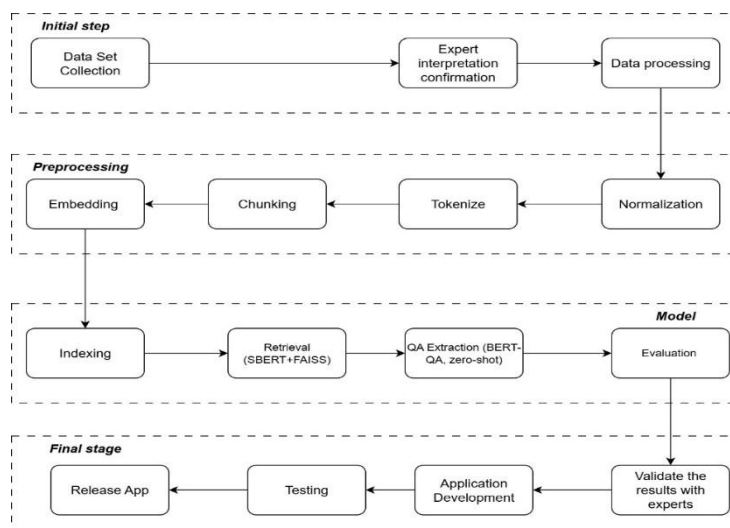 Initial step
Data Set
Collection
Expert
interpretation
confirmation
Data processing
Preprocessing
Embedding
Chunking
Tokenize
Normalization
Model
Indexing
Retrieval
(SBERT+FAISS)
QA Extraction (BERT-
QA, zero-shot)
Evaluation
Final stage
Release App
Testing
Application
Development
Validate the
results with
experts